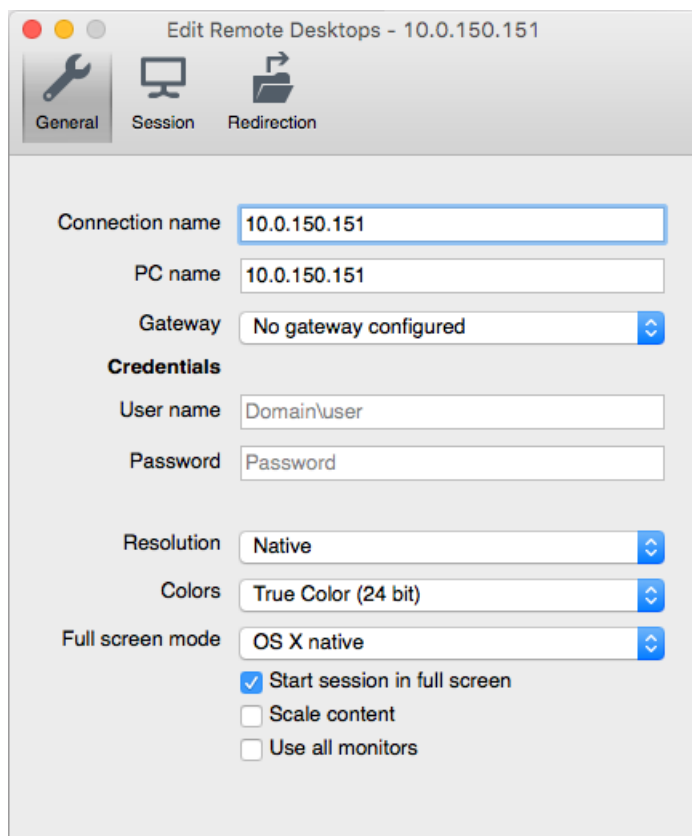 Edit Remote Desktops - 10.0.150.151
General Session Redirection
Connection name 10.0.150.151
PC name 10.0.150.151
Gateway No gateway configured
Credentials
User name Domain\user
Password Password
Resolution Native
Colors True Color (24 bit)
Full screen mode OS X native
Start session in full screen
Scale content
Use all monitors